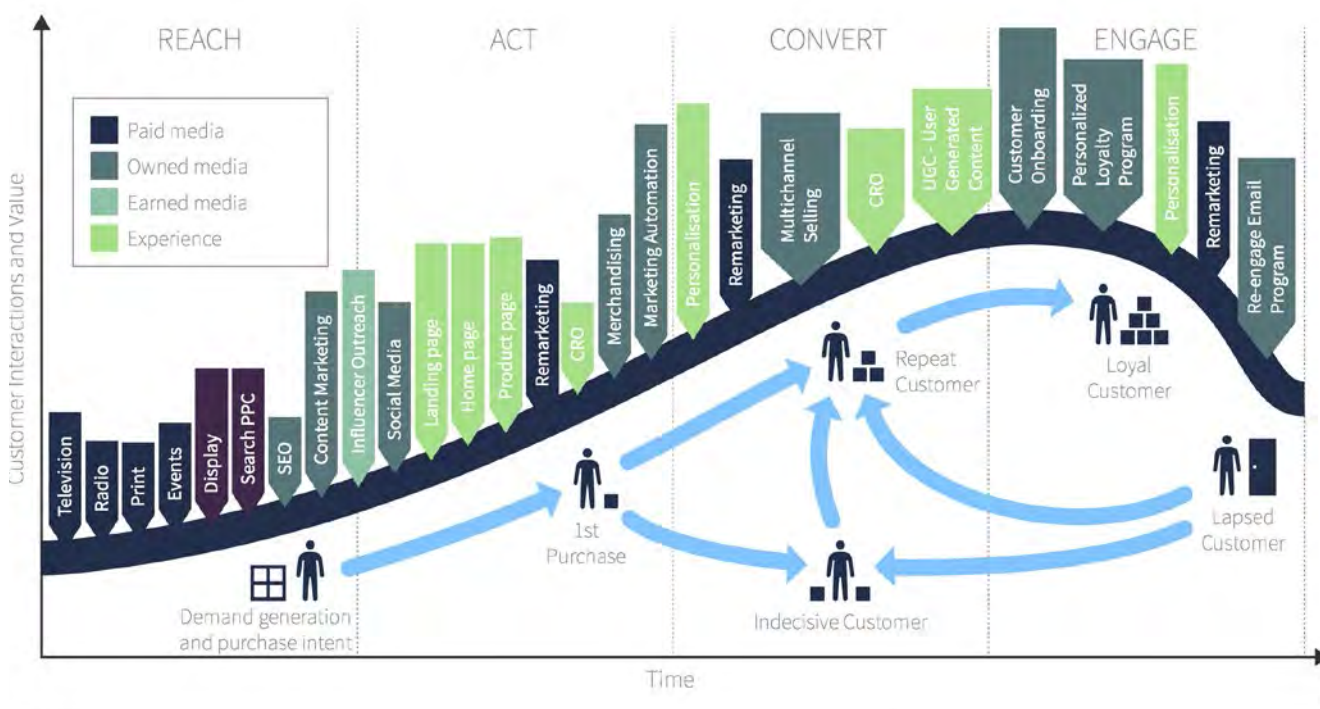 REACH
ACT
CONVERT
ENGAGE
Paid media
Owned media
Earned media
Experience
Customer Interactions and Value
Television
Radio
Print
Events
Display
Search PPC
SEO
Content Marketing
Influencer Outreach
Social Media
Landing page
Home page
Product page
Remarketing
CRO
Merchandising
Marketing Automation
Personalisation
Remarketing
Multichannel
Selling
CRO
UGC - User
Generated
Content
Customer
Onboarding
Personalized
Loyalty
Program
Personalisation
Remarketing
Re-engage Email
Program
Demand generation
and purchase intent
1st
Purchase
Repeat
Customer
Indecisive Customer
Loyal
Customer
Lapsed
Customer
Time